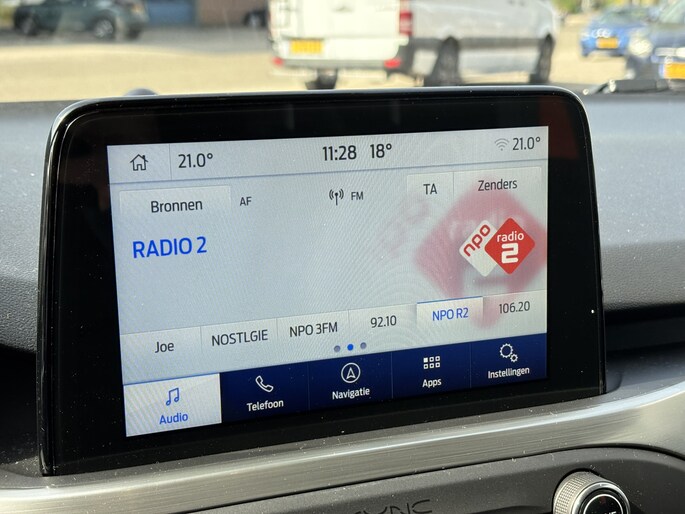 21.0° 11:28 18° 21.0°
Bronnen AF FM TA Zenders
RADIO 2
npo radio 2
Joe NOSTLGIE NPO 3FM 92.10 NPO R2 106.20
Audio Telefoon Navigatie Apps Instellingen
SYNC